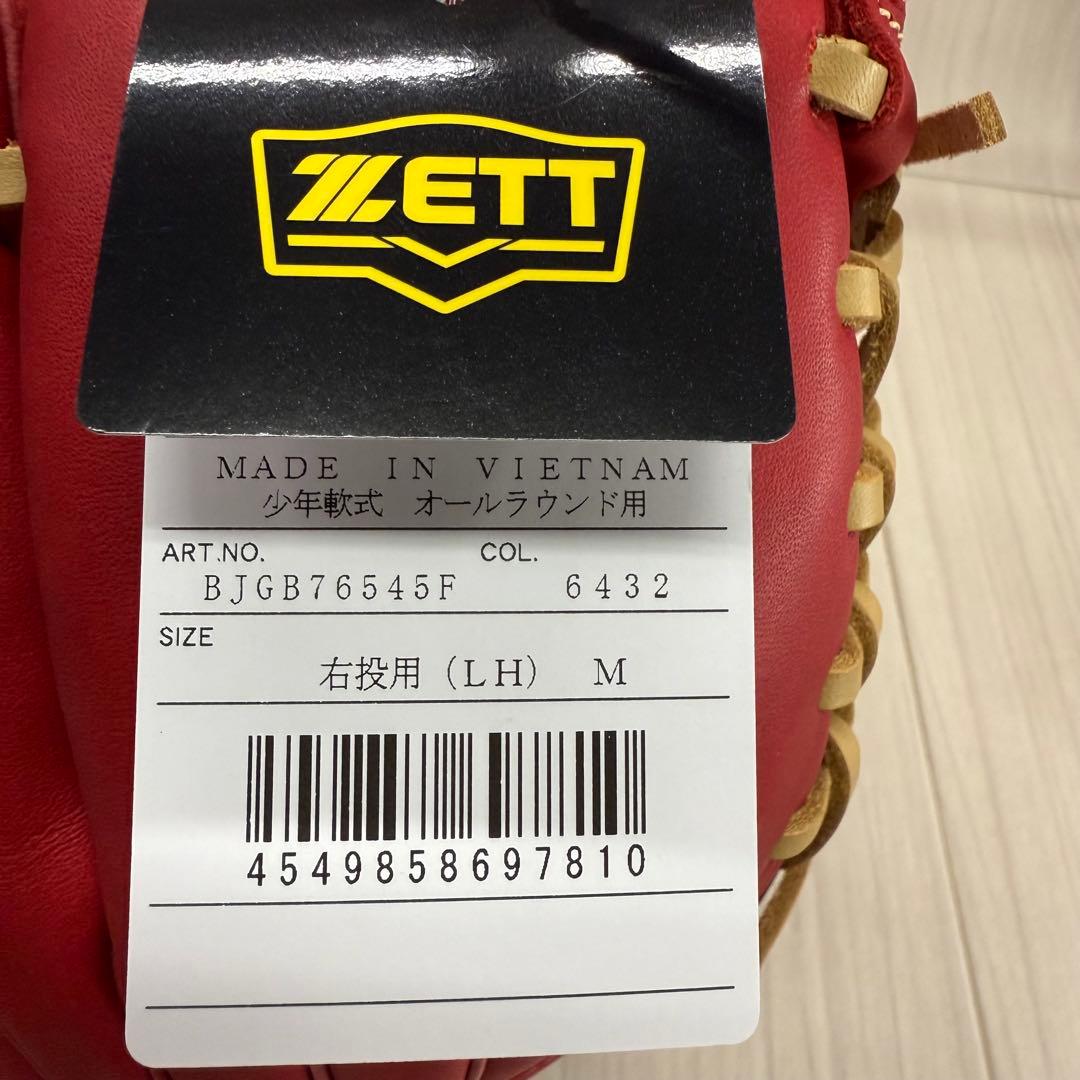 ZETT
MADE IN VIETNAM
少年軟式 オールラウンド用
ART.NO. COL.
BJGB76545F 6432
SIZE
右投用（LH） M
4549858697810